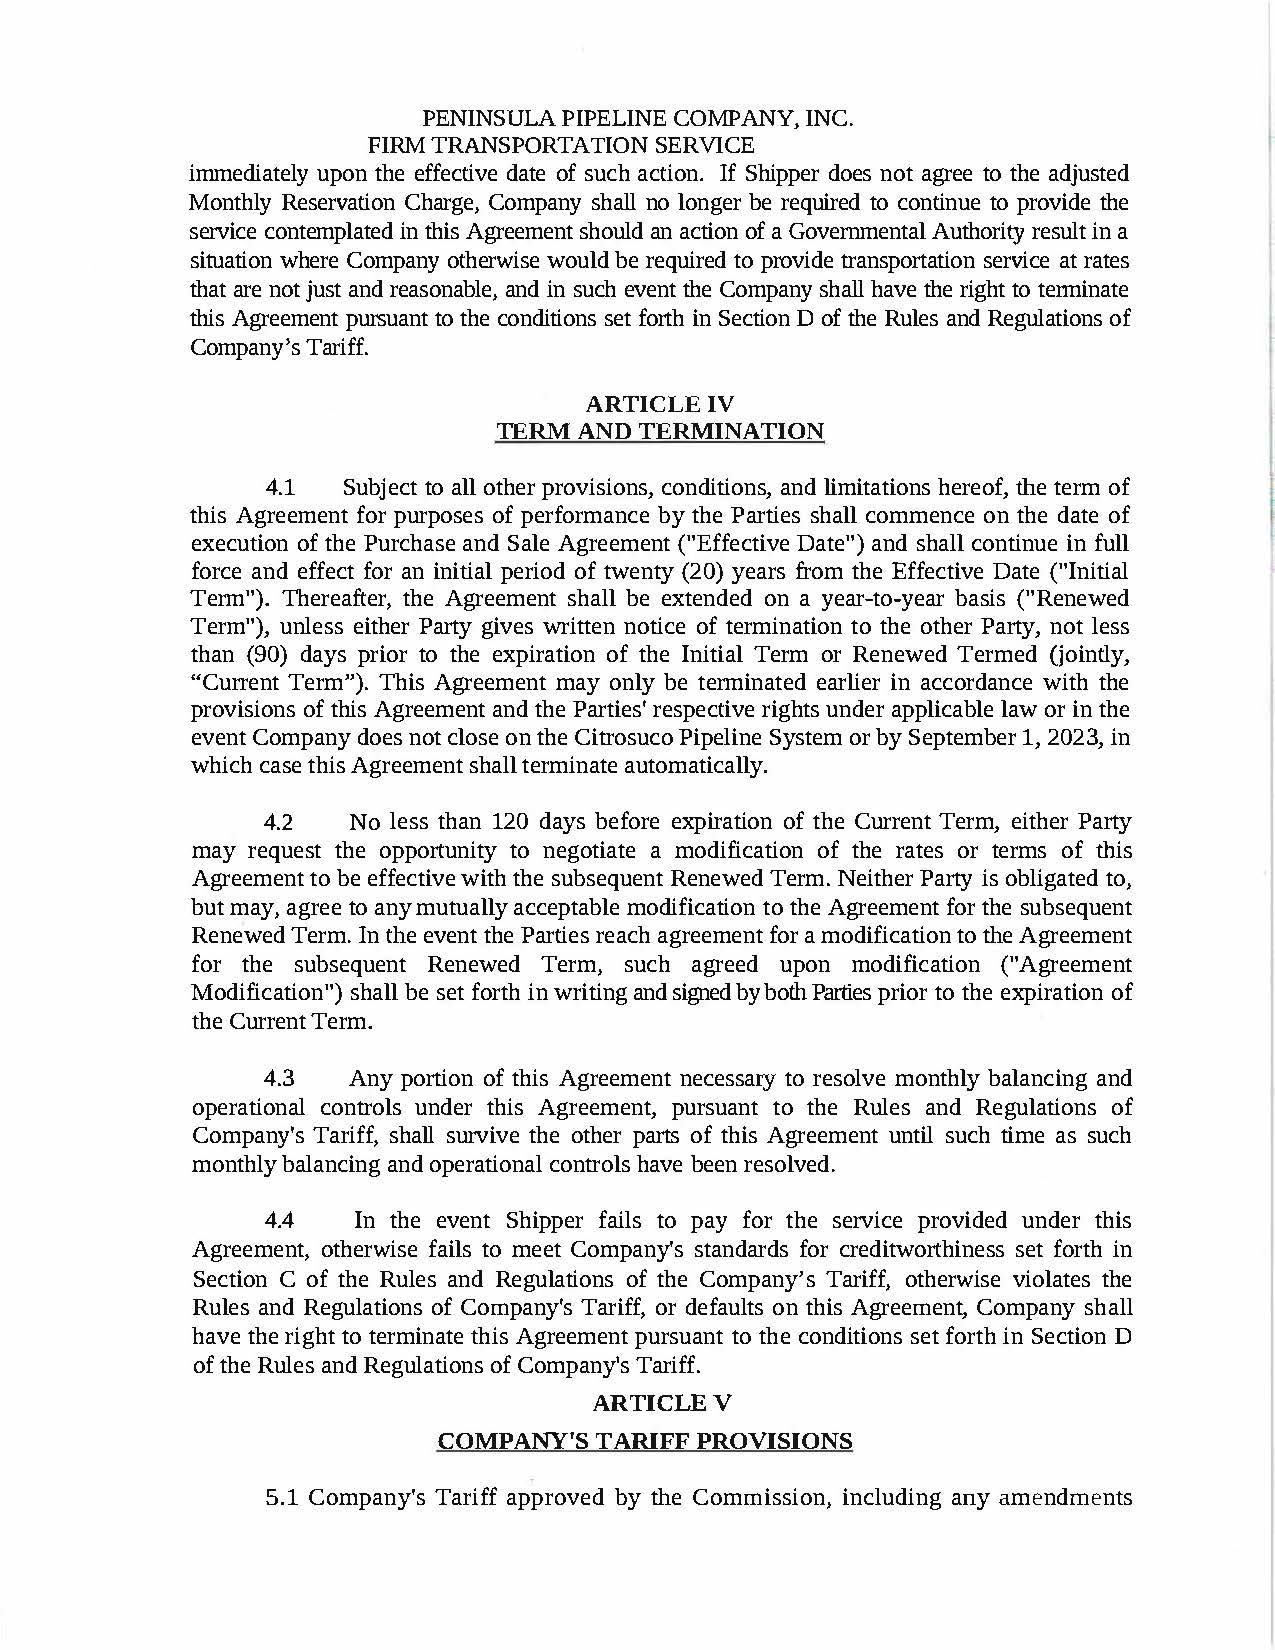 PENINSULA PIPELINE COMPANY, INC.
FIRM TRANSPORTATION SERVICE
immediately upon the effective date of such action. If Shipper does not agree to the adjusted
Monthly Reservation Charge, Company shall no longer be required to continue to provide the
service contemplated in this Agreement should an action of a Governmental Authority result in a
situation where Company otherwise would be required to provide transportation service at rates
that are not just and reasonable, and in such event the Company shall have the right to terminate
this Agreement pursuant to the conditions set forth in Section D of the Rules and Regulations of
Company’s Tariff.
ARTICLE IV
TERM AND TERMINATION
4.1 Subject to all other provisions, conditions, and limitations hereof, the term of
this Agreement for purposes of performance by the Parties shall commence on the date of
execution of the Purchase and Sale Agreement ("Effective Date") and shall continue in full
force and effect for an initial period of twenty (20) years from the Effective Date ("Initial
Term"). Thereafter, the Agreement shall be extended on a year-to-year basis ("Renewed
Term"), unless either Party gives written notice of termination to the other Party, not less
than (90) days prior to the expiration of the Initial Term or Renewed Termed (jointly,
“Current Term”). This Agreement may only be terminated earlier in accordance with the
provisions of this Agreement and the Parties' respective rights under applicable law or in the
event Company does not close on the Citrosuco Pipeline System or by September 1, 2023, in
which case this Agreement shall terminate automatically.
4.2 No less than 120 days before expiration of the Current Term, either Party
may request the opportunity to negotiate a modification of the rates or terms of this
Agreement to be effective with the subsequent Renewed Term. Neither Party is obligated to,
but may, agree to any mutually acceptable modification to the Agreement for the subsequent
Renewed Term. In the event the Parties reach agreement for a modification to the Agreement
for the subsequent Renewed Term, such agreed upon modification ("Agreement
Modification") shall be set forth in writing and signed by both Parties prior to the expiration of
the Current Term.
4.3 Any portion of this Agreement necessary to resolve monthly balancing and
operational controls under this Agreement, pursuant to the Rules and Regulations of
Company's Tariff, shall survive the other parts of this Agreement until such time as such
monthly balancing and operational controls have been resolved.
4.4 In the event Shipper fails to pay for the service provided under this
Agreement, otherwise fails to meet Company's standards for creditworthiness set forth in
Section C of the Rules and Regulations of the Company’s Tariff, otherwise violates the
Rules and Regulations of Company's Tariff, or defaults on this Agreement, Company shall
have the right to terminate this Agreement pursuant to the conditions set forth in Section D
of the Rules and Regulations of Company's Tariff.
ARTICLE V
COMPANY'S TARIFF PROVISIONS
5.1 Company's Tariff approved by the Commission, including any amendments